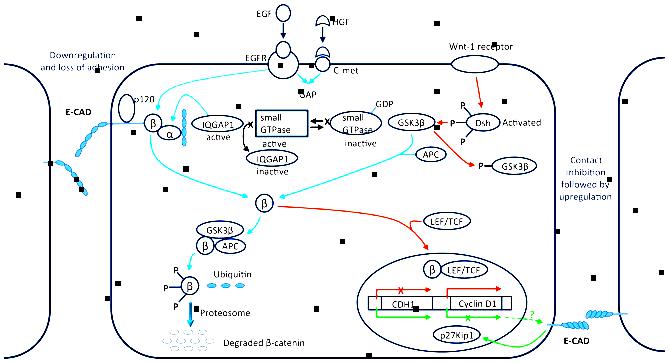 EGF
HGF
EGFR
C-met
GAP
Wnt-1 receptor
Downregulation
and loss of adhesion
E-CAD
p120
β
α
IQGAP1
active
X
small
GTPase
active
IQGAP1
inactive
X
small
GTPase
inactive
GDP
GSK3β
P
P
P
Dsh
Activated
APC
P
GSK3β
Contact
inhibition
followed by
upregulation
β
GSK3β
β
APC
LEF/TCF
P
P
P
β
Ubiquitin
Proteosome
Degraded β-catenin
β
LEF/TCF
X
CDH1
Cyclin D1
X
?
p27Kip1
E-CAD